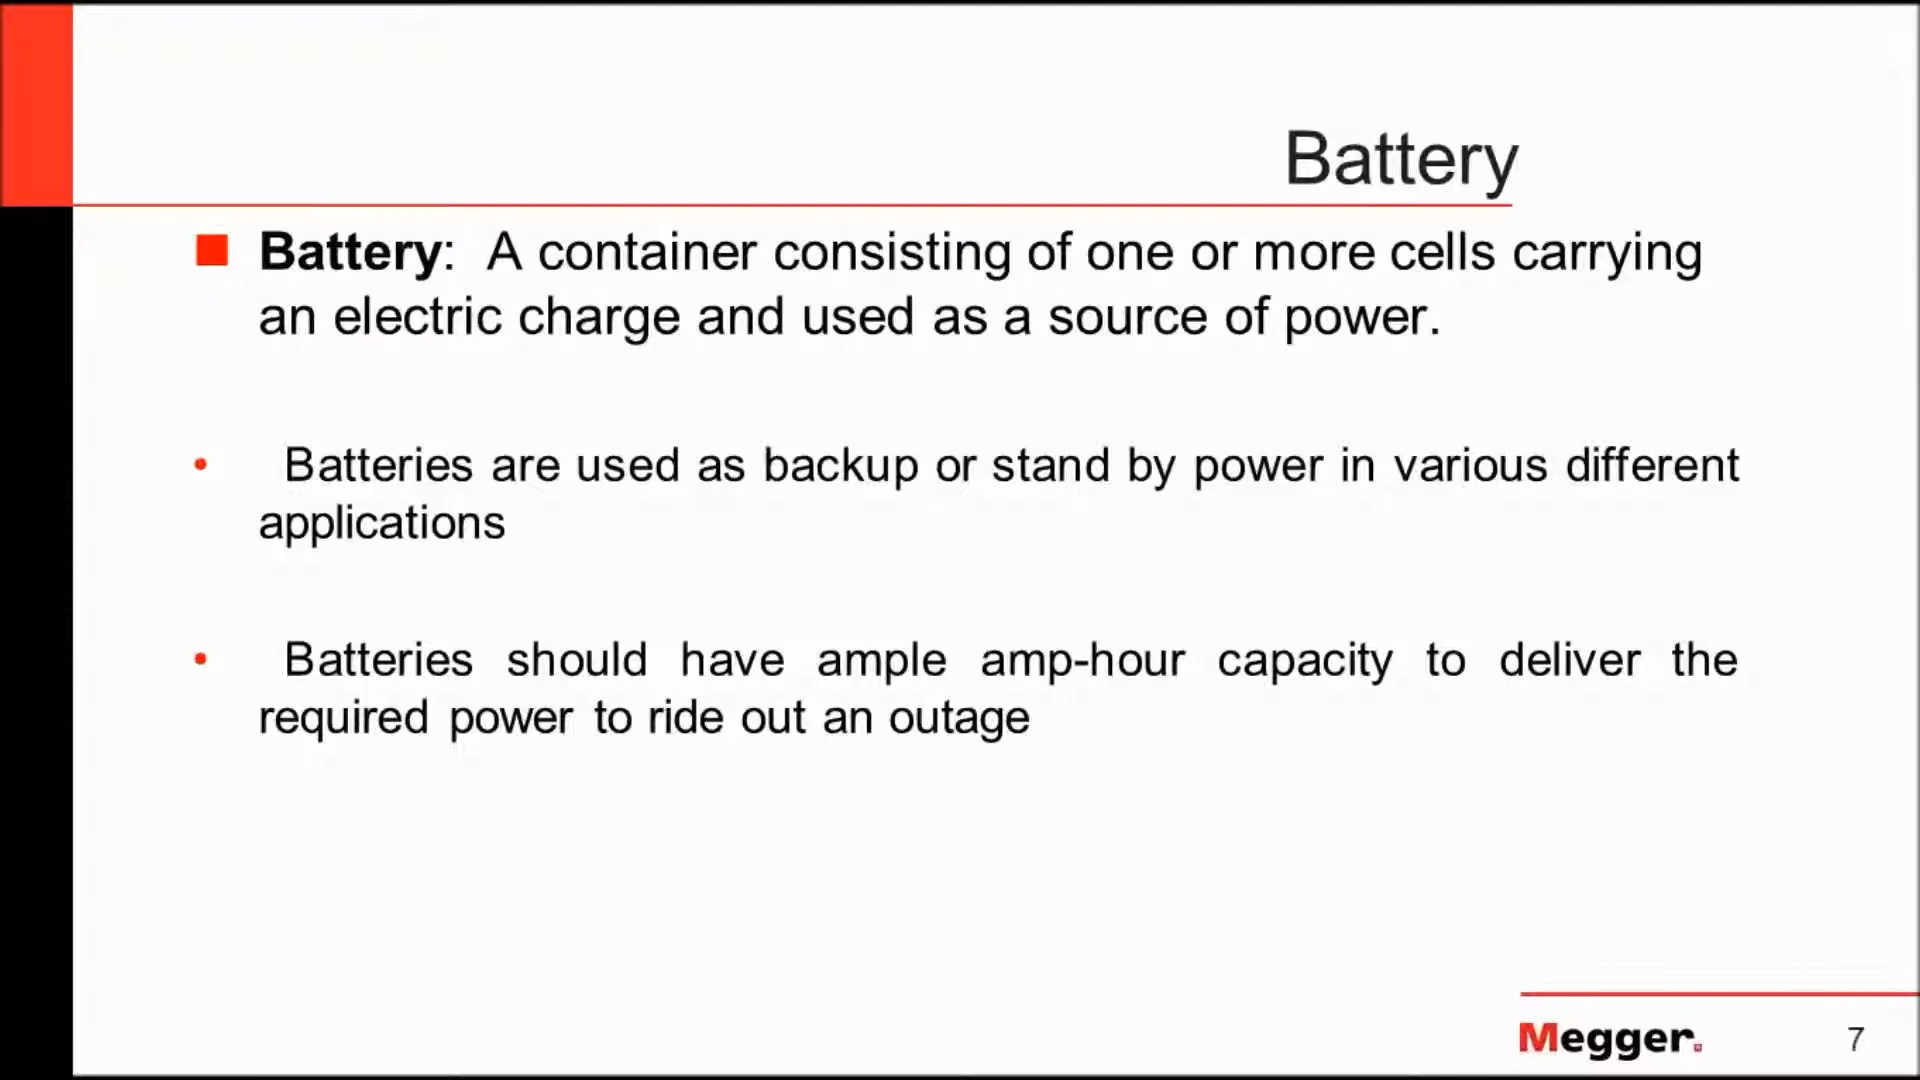 Battery
Battery:  A container consisting of one or more cells carrying
an electric charge and used as a source of power.
• Batteries are used as backup or stand by power in various different
applications
• Batteries should have ample amp-hour capacity to deliver the
required power to ride out an outage
Megger.
7